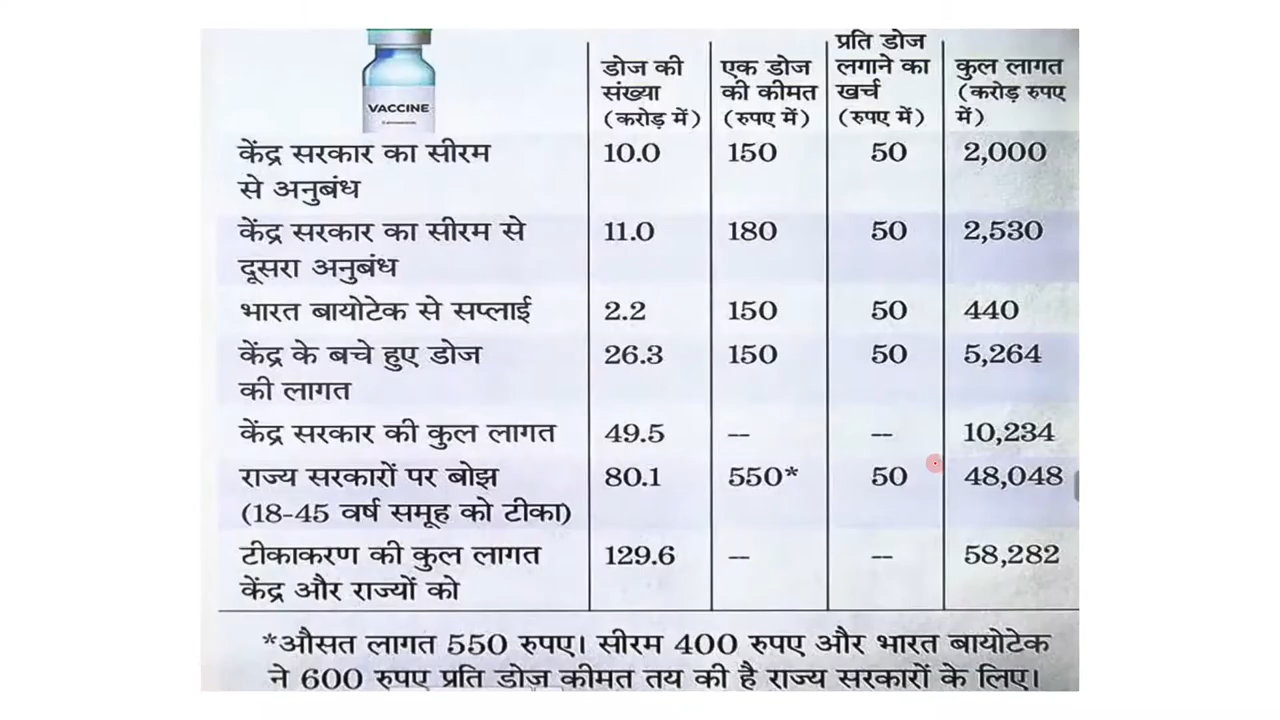 VACCINE
डोज की संख्या (करोड़ में)
एक डोज की कीमत (रुपए में)
प्रति डोज लगाने का खर्च (रुपए में)
कुल लागत (करोड़ रुपए में)
केंद्र सरकार का सीरम 10.0 150 50 2,000
से अनुबंध
केंद्र सरकार का सीरम से 11.0 180 50 2,530
दूसरा अनुबंध
भारत बायोटेक से सप्लाई 2.2 150 50 440
केंद्र के बचे हुए डोज 26.3 150 50 5,264
की लागत
केंद्र सरकार की कुल लागत 49.5 -- -- 10,234
राज्य सरकारों पर बोझ 80.1 550* 50 48,048
(18-45 वर्ष समूह को टीका)
टीकाकरण की कुल लागत 129.6 -- -- 58,282
केंद्र और राज्यों को
*औसत लागत 550 रुपए। सीरम 400 रुपए और भारत बायोटेक
ने 600 रुपए प्रति डोज कीमत तय की है राज्य सरकारों के लिए।